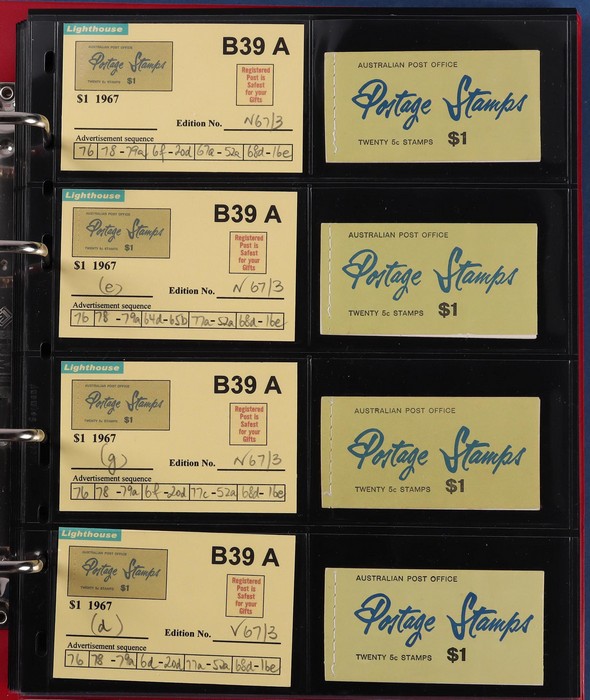 Lighthouse
AUSTRALIAN POST OFFICE
Postage Stamps
TWENTY 5c STAMPS $1
B39 A
$1 1967
Registered
Post is
Safest
for your
Gifts
Edition No. N67/3
Advertisement sequence
76 78-79a 6f-20d 67a-52a 68d-16e
AUSTRALIAN POST OFFICE
Postage Stamps
TWENTY 5c STAMPS $1
Lighthouse
AUSTRALIAN POST OFFICE
Postage Stamps
TWENTY 5c STAMPS $1
B39 A
$1 1967
Registered
Post is
Safest
for your
Gifts
(e) Edition No. N67/3
Advertisement sequence
76 78-79a 64d-65b 77a-52a 68d-16e
AUSTRALIAN POST OFFICE
Postage Stamps
TWENTY 5c STAMPS $1
Lighthouse
AUSTRALIAN POST OFFICE
Postage Stamps
TWENTY 5c STAMPS $1
B39 A
$1 1967
Registered
Post is
Safest
for your
Gifts
(g) Edition No. N67/3
Advertisement sequence
76 78-79a 6f-20d 77c-52a 68d-16e
AUSTRALIAN POST OFFICE
Postage Stamps
TWENTY 5c STAMPS $1
Lighthouse
AUSTRALIAN POST OFFICE
Postage Stamps
TWENTY 5c STAMPS $1
B39 A
$1 1967
Registered
Post is
Safest
for your
Gifts
(d) Edition No. V67/3
Advertisement sequence
76 78-79a 6d-20d 77a-52a 68d-16e
AUSTRALIAN POST OFFICE
Postage Stamps
TWENTY 5c STAMPS $1